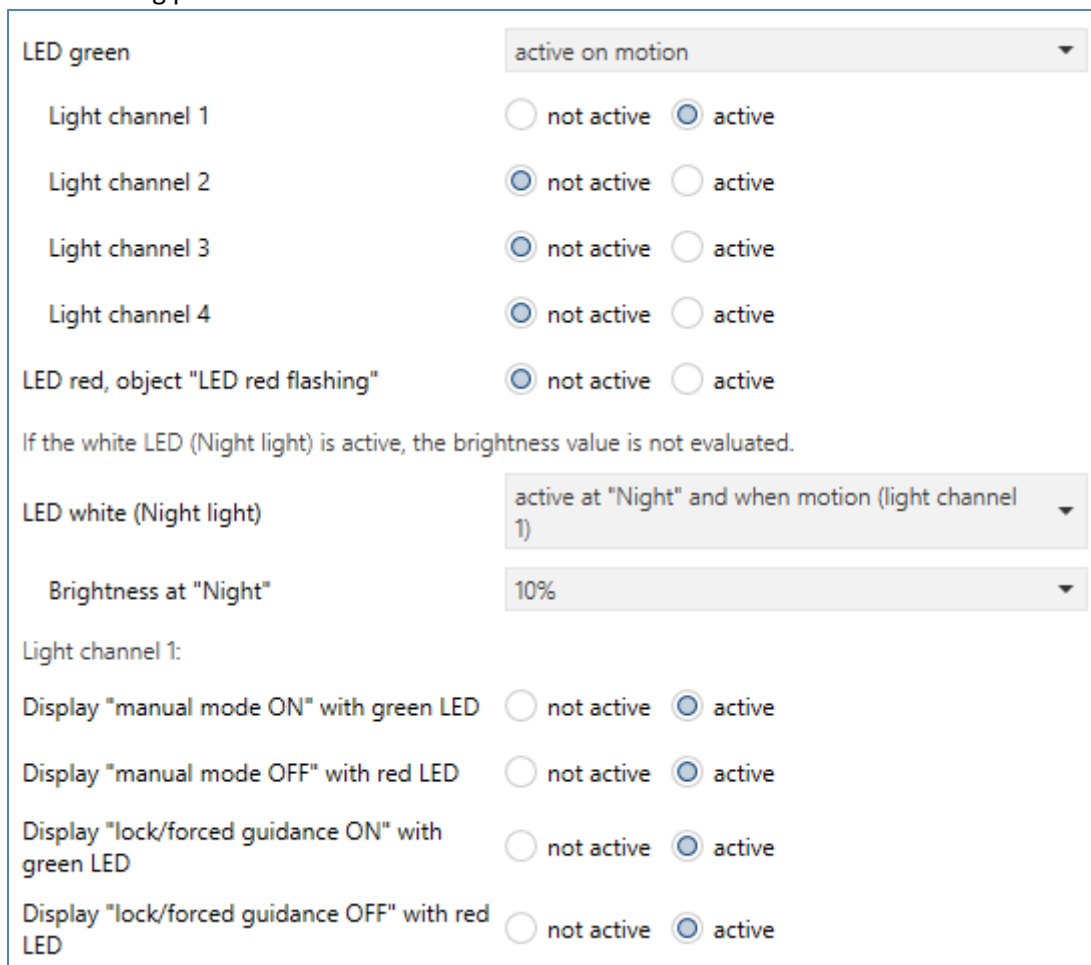 LED green active on motion
Light channel 1 not active active
Light channel 2 not active active
Light channel 3 not active active
Light channel 4 not active active
LED red, object "LED red flashing" not active active
If the white LED (Night light) is active, the brightness value is not evaluated.
LED white (Night light) active at "Night" and when motion (light channel
1)
Brightness at "Night" 10%
Light channel 1:
Display "manual mode ON" with green LED not active active
Display "manual mode OFF" with red LED not active active
Display "lock/forced guidance ON" with
green LED not active active
Display "lock/forced guidance OFF" with red
LED not active active